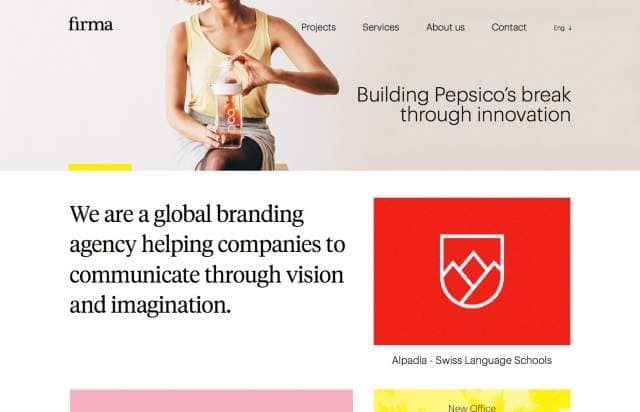 firma
Projects
Services
About us
Contact
Eng ↓
Building Pepsico's break
through innovation
We are a global branding
agency helping companies to
communicate through vision
and imagination.
Alpadia - Swiss Language Schools
New Office